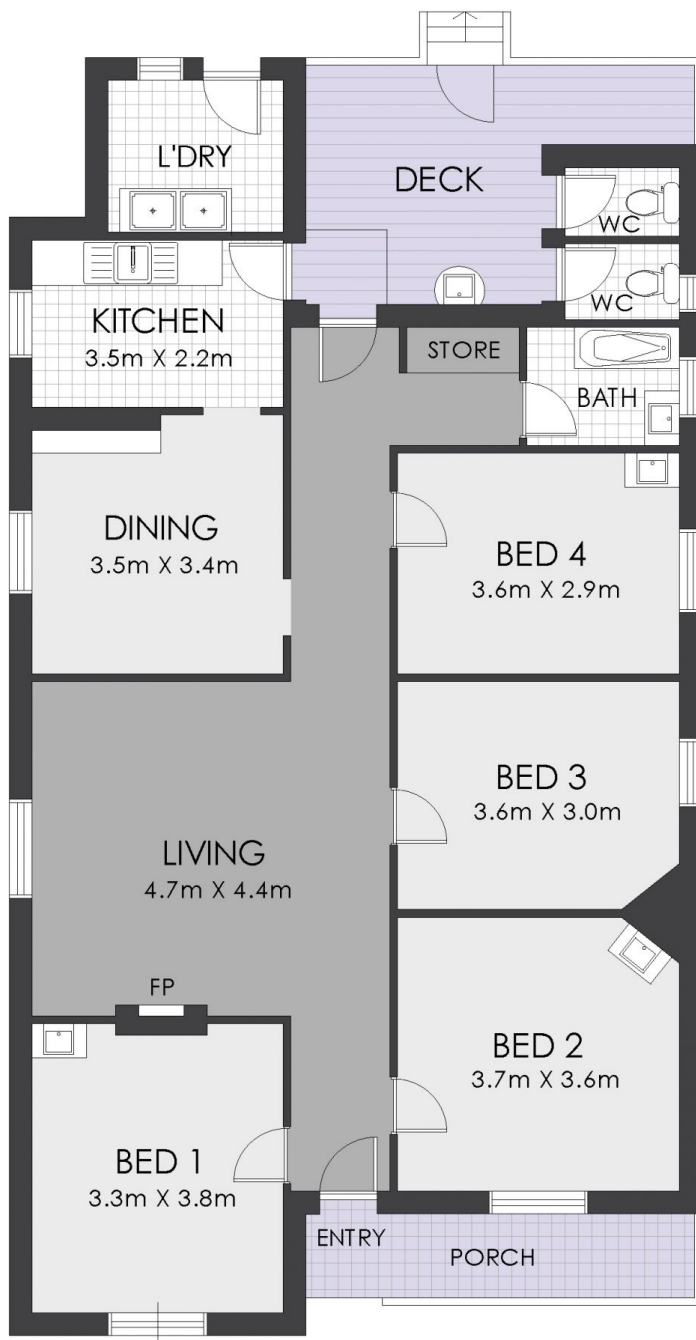 L'DRY
DECK
WC
WC
KITCHEN
3.5m X 2.2m
STORE
BATH
DINING
3.5m X 3.4m
BED 4
3.6m X 2.9m
BED 3
3.6m X 3.0m
LIVING
4.7m X 4.4m
FP
BED 2
3.7m X 3.6m
BED 1
3.3m X 3.8m
ENTRY
PORCH